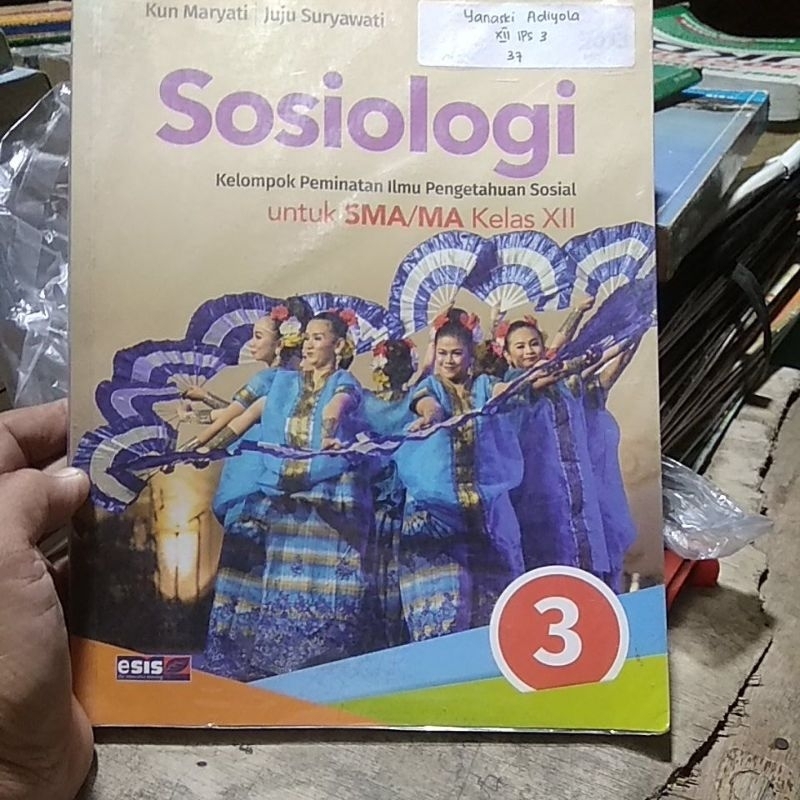 Kun Maryati | Juju Suryawati
Yanaski Adiyola
XII IPS 3
37
Sosiologi
Kelompok Peminatan Ilmu Pengetahuan Sosial
untuk SMA/MA Kelas XII
3
esis